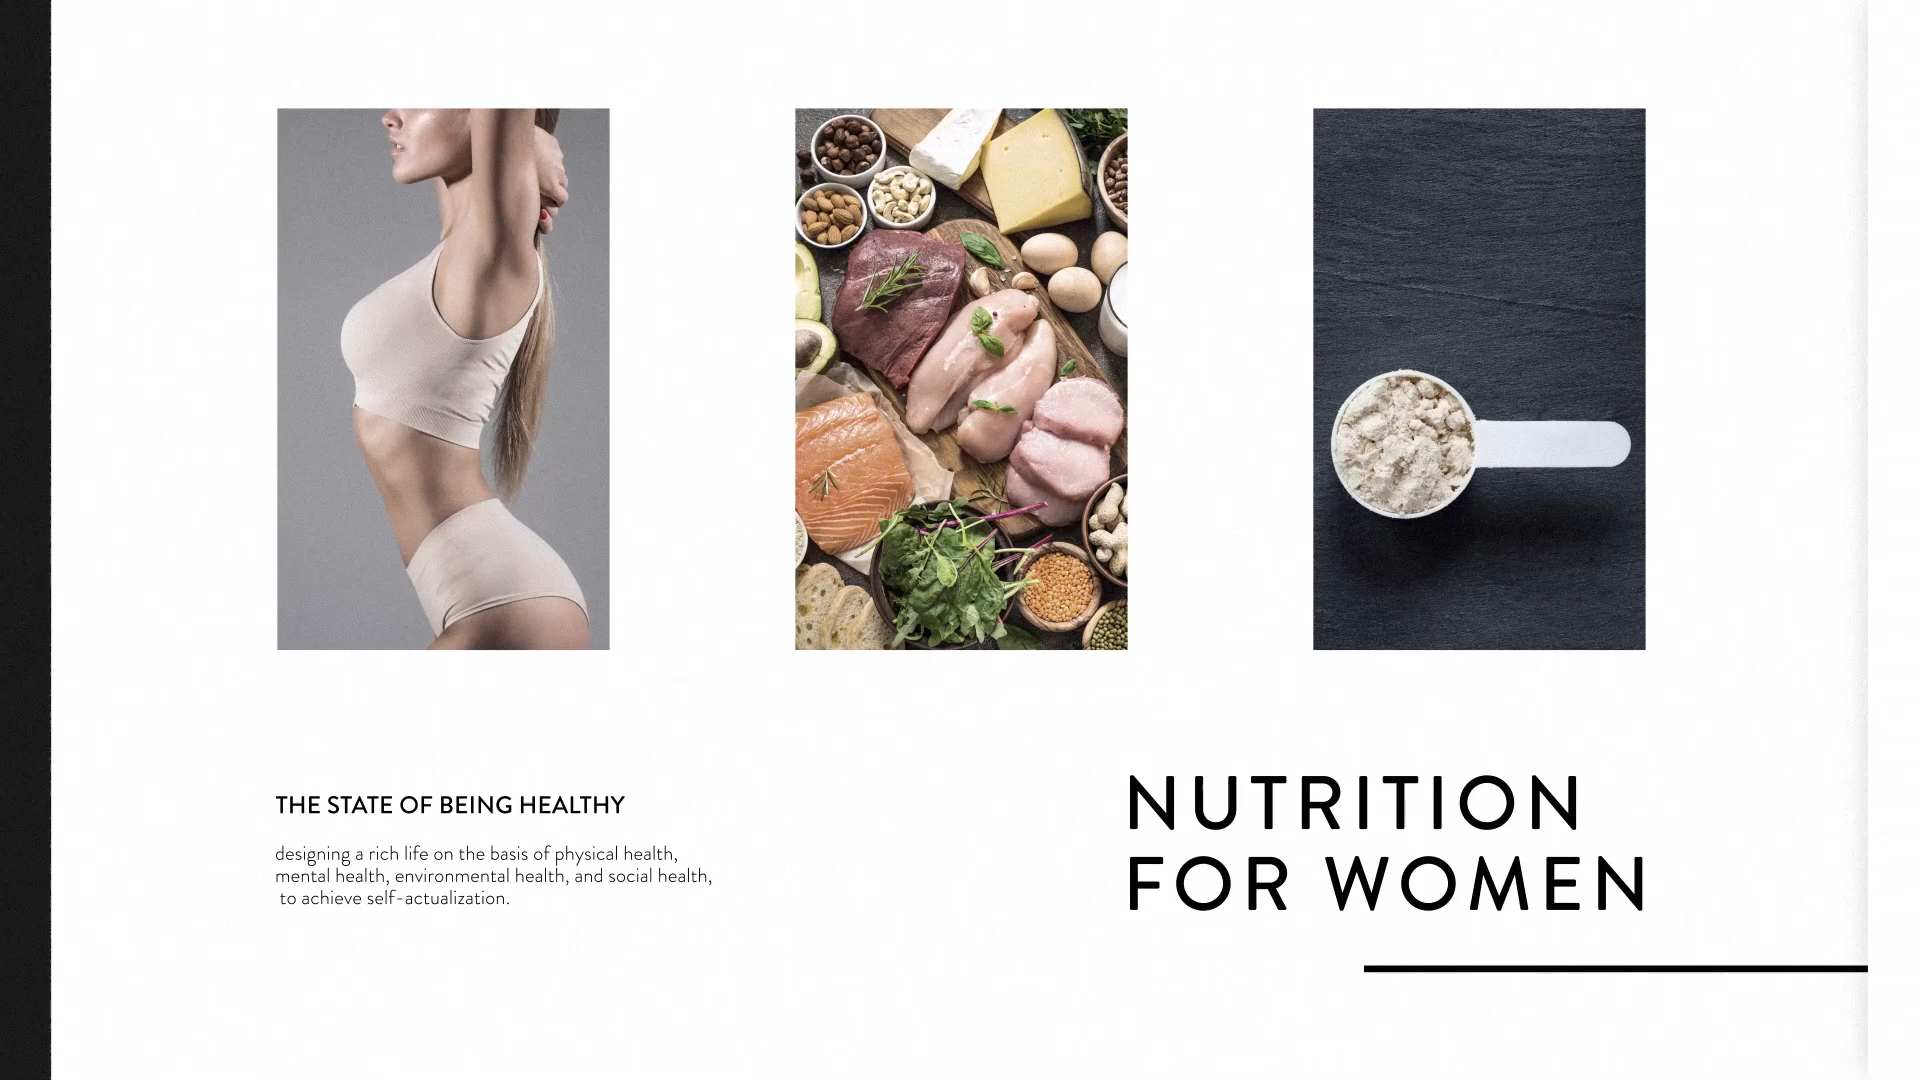 THE STATE OF BEING HEALTHY
designing a rich life on the basis of physical health,
mental health, environmental health, and social health,
to achieve self-actualization.
NUTRITION
FOR WOMEN